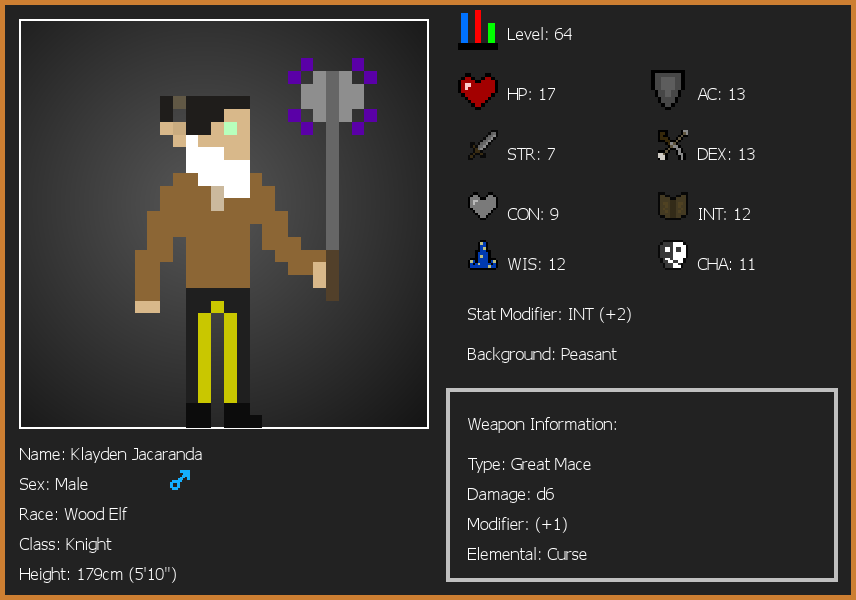 Level: 64
HP: 17
AC: 13
STR: 7
DEX: 13
CON: 9
INT: 12
WIS: 12
CHA: 11
Stat Modifier: INT (+2)
Background: Peasant
Weapon Information:
Type: Great Mace
Damage: d6
Modifier: (+1)
Elemental: Curse
Name: Klayden Jacaranda
Sex: Male
Race: Wood Elf
Class: Knight
Height: 179cm (5'10")